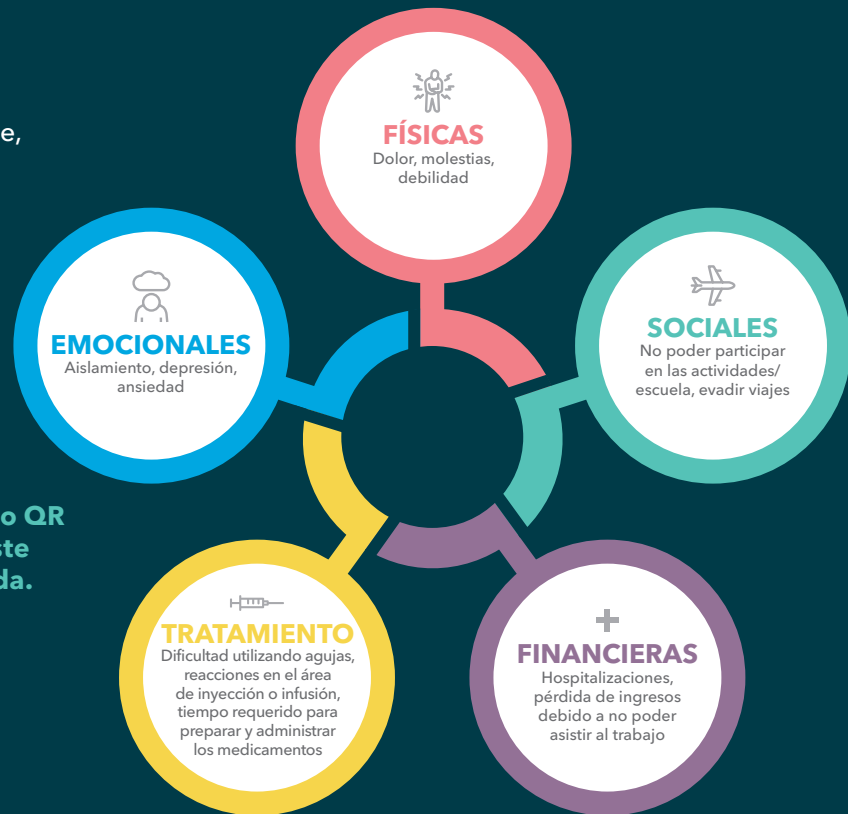 e,
FÍSICAS
Dolor, molestias,
debilidad
EMOCIONALES
Aislamiento, depresión,
ansiedad
SOCIALES
No poder participar
en las actividades/
escuela, evadir viajes
o QR
ste
da.
TRATAMIENTO
Dificultad utilizando agujas,
reacciones en el área
de inyección o infusión,
tiempo requerido para
preparar y administrar
los medicamentos
FINANCIERAS
Hospitalizaciones,
pérdida de ingresos
debido a no poder
asistir al trabajo